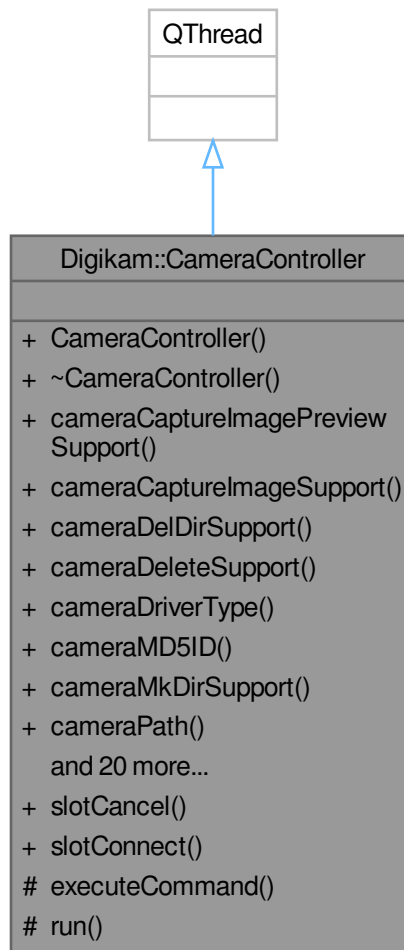 QThread
Digikam::CameraController
+ CameraController()
+ ~CameraController()
+ cameraCaptureImagePreview
Support()
+ cameraCaptureImageSupport()
+ cameraDelDirSupport()
+ cameraDeleteSupport()
+ cameraDriverType()
+ cameraMD5ID()
+ cameraMkDirSupport()
+ cameraPath()
and 20 more...
+ slotCancel()
+ slotConnect()
# executeCommand()
# run()